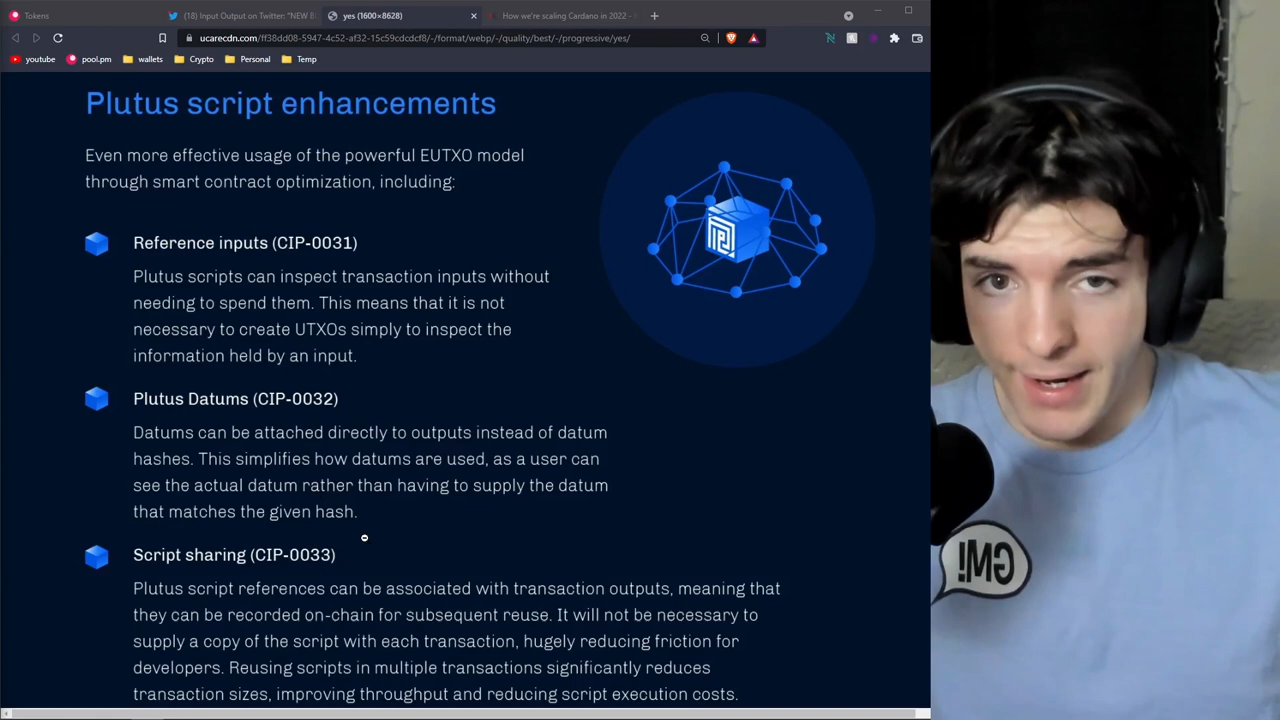 Tokens
(18) Input Output on Twitter: "NEW B
yes (1600×8628)
How we're scaling Cardano in 2022 -
ucarecdn.com/ff38dd08-5947-4c52-af32-15c59cdcdcf8/-/format/webp/-/quality/best/-/progressive/yes/
youtube
pool.pm
wallets
Crypto
Personal
Temp
Plutus script enhancements
Even more effective usage of the powerful EUTXO model
through smart contract optimization, including:
Reference inputs (CIP-0031)
Plutus scripts can inspect transaction inputs without
needing to spend them. This means that it is not
necessary to create UTXOs simply to inspect the
information held by an input.
Plutus Datums (CIP-0032)
Datums can be attached directly to outputs instead of datum
hashes. This simplifies how datums are used, as a user can
see the actual datum rather than having to supply the datum
that matches the given hash.
Script sharing (CIP-0033)
Plutus script references can be associated with transaction outputs, meaning that
they can be recorded on-chain for subsequent reuse. It will not be necessary to
supply a copy of the script with each transaction, hugely reducing friction for
developers. Reusing scripts in multiple transactions significantly reduces
transaction sizes, improving throughput and reducing script execution costs.
GM!